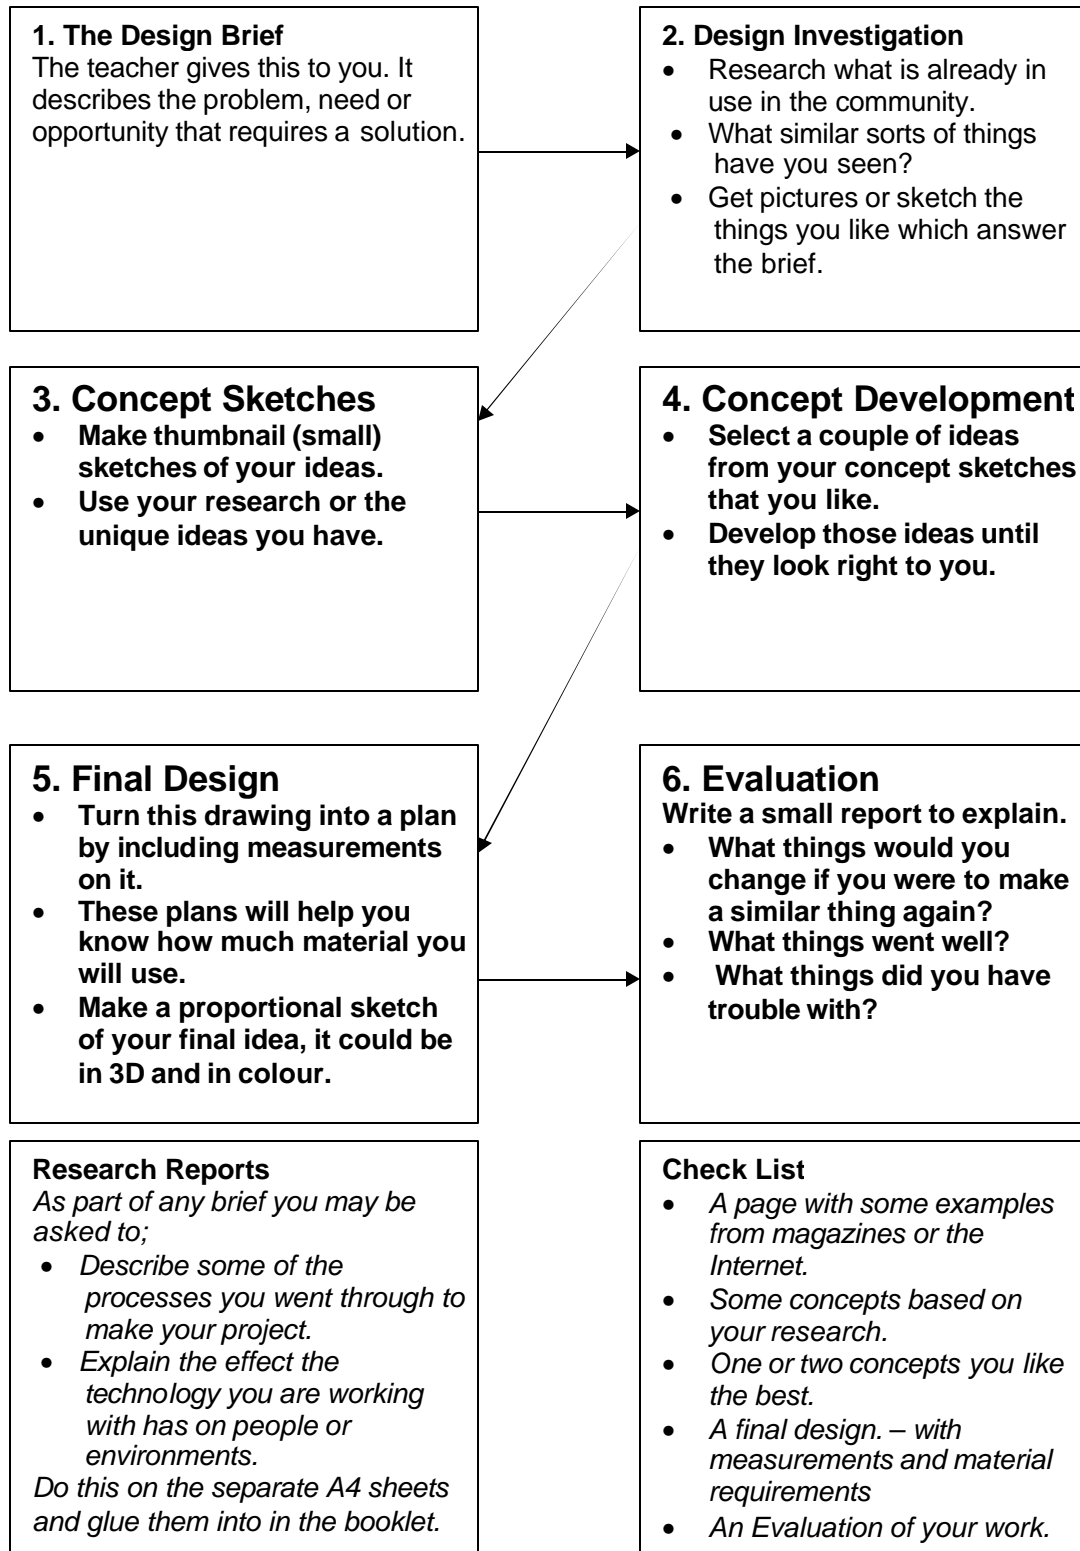 1. The Design Brief
The teacher gives this to you. It
describes the problem, need or
opportunity that requires a solution.
2. Design Investigation
• Research what is already in
use in the community.
• What similar sorts of things
have you seen?
• Get pictures or sketch the
things you like which answer
the brief.
3. Concept Sketches
• Make thumbnail (small)
sketches of your ideas.
• Use your research or the
unique ideas you have.
4. Concept Development
• Select a couple of ideas
from your concept sketches
that you like.
• Develop those ideas until
they look right to you.
5. Final Design
• Turn this drawing into a plan
by including measurements
on it.
• These plans will help you
know how much material you
will use.
• Make a proportional sketch
of your final idea, it could be
in 3D and in colour.
6. Evaluation
Write a small report to explain.
• What things would you
change if you were to make
a similar thing again?
• What things went well?
• What things did you have
trouble with?
Research Reports
As part of any brief you may be
asked to;
• Describe some of the
processes you went through to
make your project.
• Explain the effect the
technology you are working
with has on people or
environments.
Do this on the separate A4 sheets
and glue them into in the booklet.
Check List
• A page with some examples
from magazines or the
Internet.
• Some concepts based on
your research.
• One or two concepts you like
the best.
• A final design. – with
measurements and material
requirements
• An Evaluation of your work.